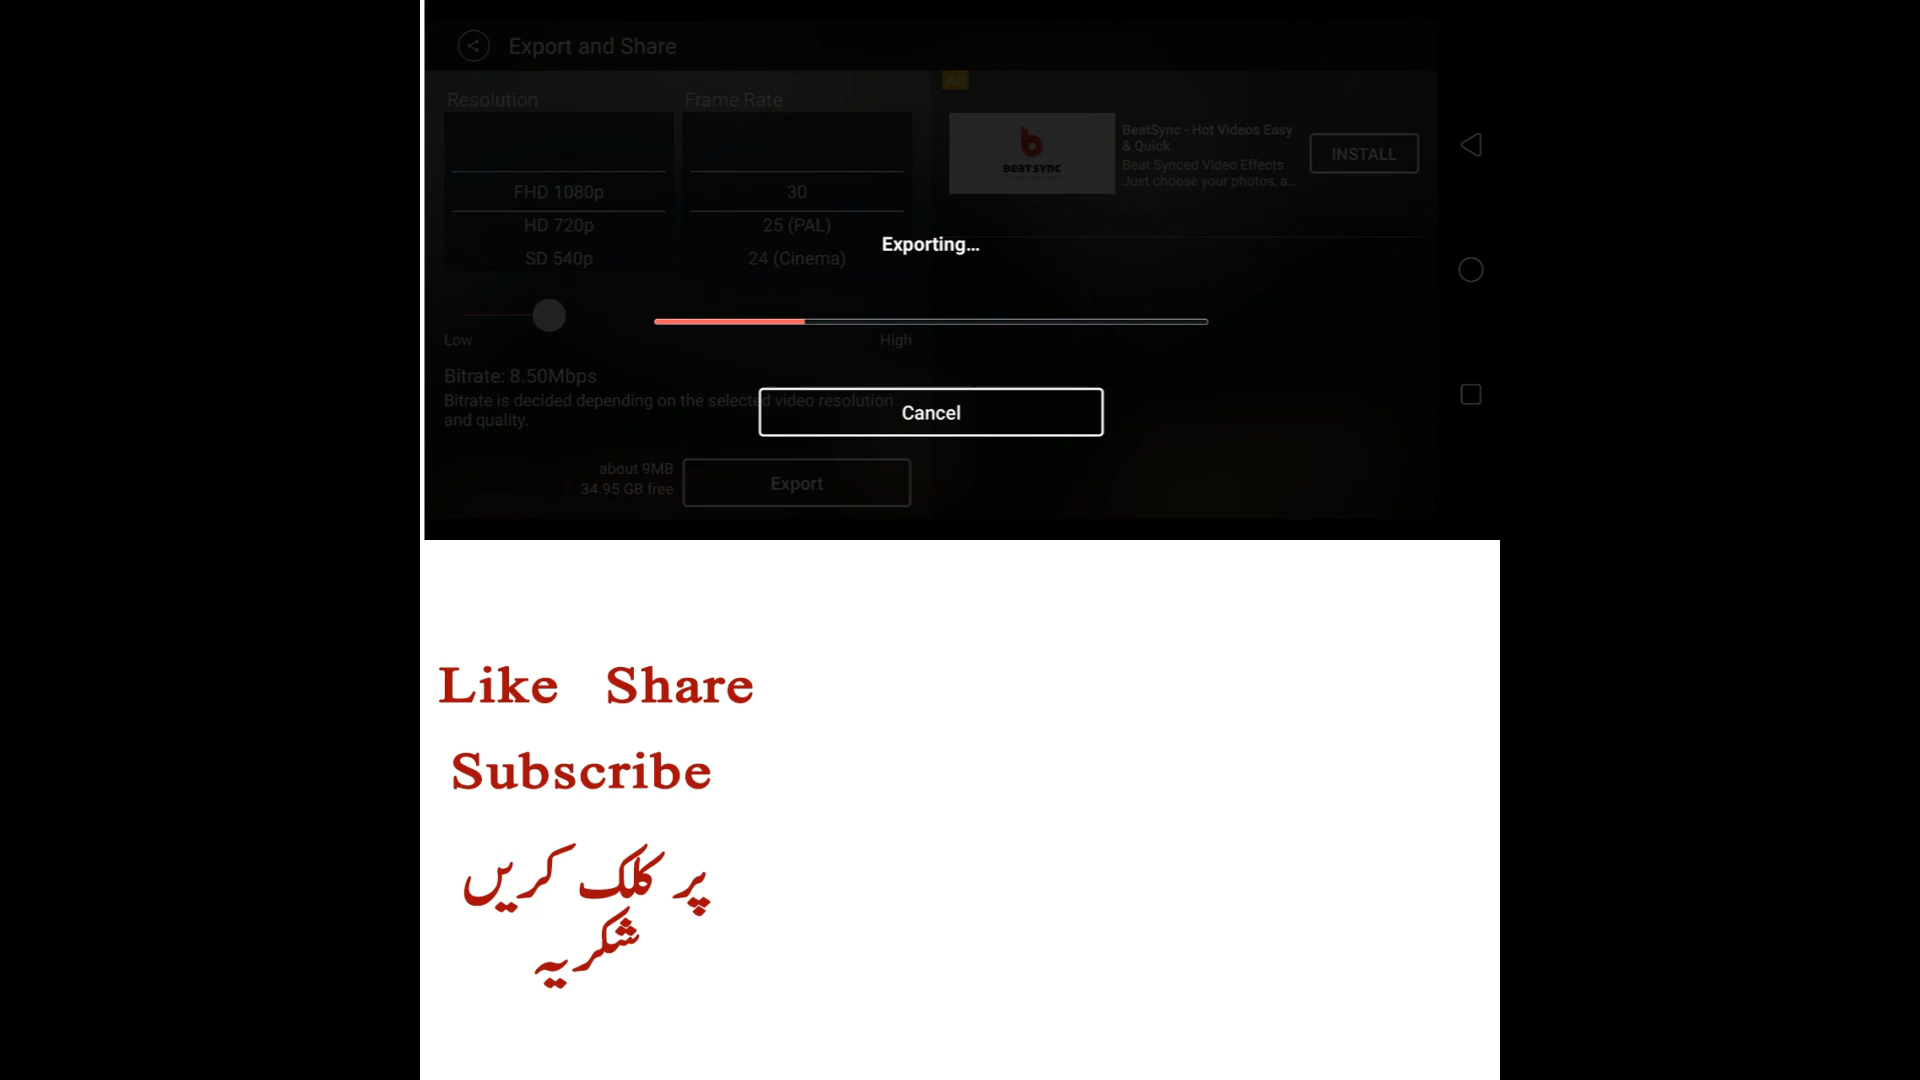 Export and Share
Resolution
Frame Rate
Ad
FHD 1080p
HD 720p
SD 540p
30
25 (PAL)
24 (Cinema)
BEATSYNC
BeatSync - Hot Videos Easy
& Quick
Beat Synced Video Effects
Just choose your photos, a...
INSTALL
Exporting...
Low
High
Bitrate: 8.50Mbps
Bitrate is decided depending on the selected video resolution
and quality.
Cancel
about 9MB
34.95 GB free
Export
Like Share
Subscribe
پر کلک کریں
شکریہ